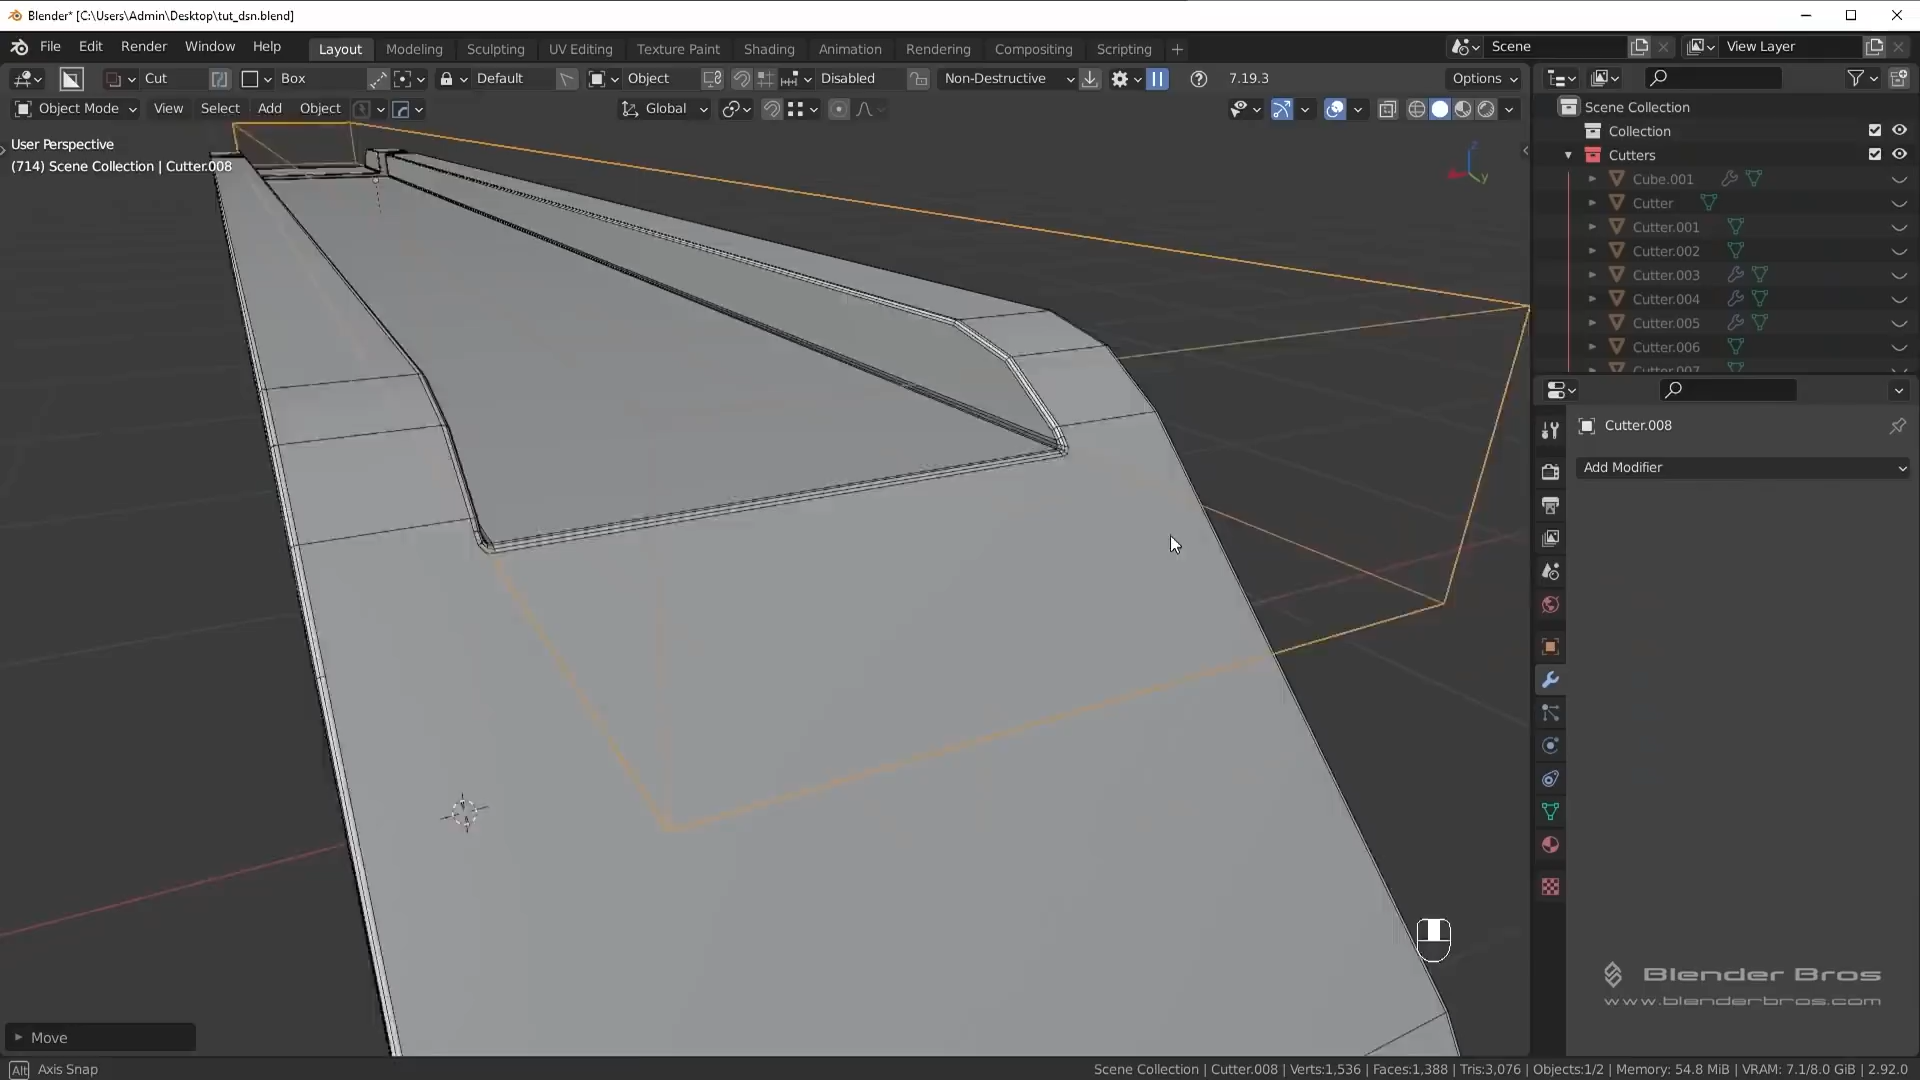 Blender* [C:\Users\Admin\Desktop\tut_dsn.blend]
File Edit Render Window Help Layout Modeling Sculpting UV Editing Texture Paint Shading Animation Rendering Compositing Scripting Scene View Layer
Cut Box Default Object Disabled Non-Destructive 7.19.3 Options
Object Mode View Select Add Object Global
User Perspective
(714) Scene Collection | Cutter.008
Z
Y
Scene Collection
Collection
Cutters
Cube.001
Cutter
Cutter.001
Cutter.002
Cutter.003
Cutter.004
Cutter.005
Cutter.006
Cutter.007
Cutter.008
Add Modifier
Blender Bros
www.blenderbros.com
Move
Alt Axis Snap
Scene Collection | Cutter.008 | Verts:1,536 | Faces:1,388 | Tris:3,076 | Objects:1/2 | Memory: 54.8 MiB | VRAM: 7.1/8.0 GiB | 2.92.0